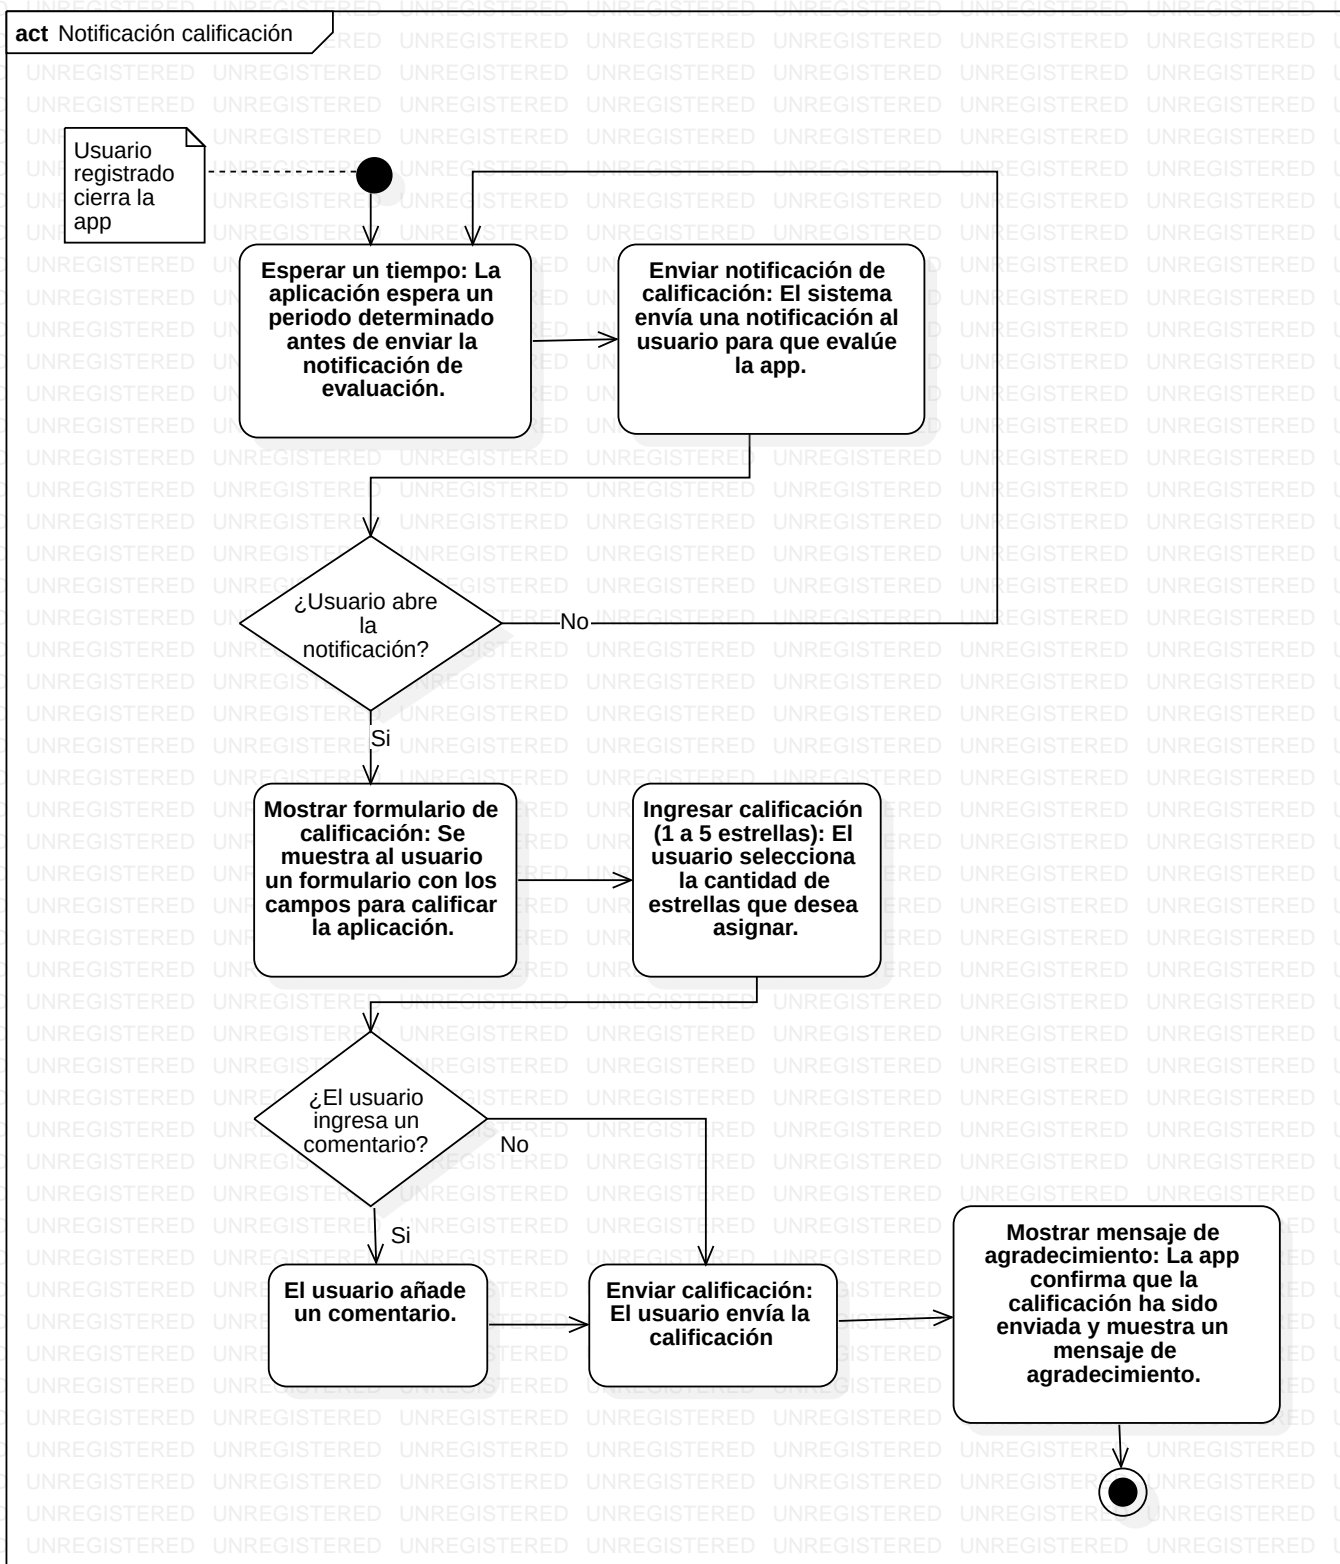 act Notificación calificación
Usuario
registrado
cierra la
app
Esperar un tiempo: La
aplicación espera un
periodo determinado
antes de enviar la
notificación de
evaluación.
Enviar notificación de
calificación: El sistema
envía una notificación al
usuario para que evalúe
la app.
¿Usuario abre
la
notificación?
No
Si
Mostrar formulario de
calificación: Se
muestra al usuario
un formulario con los
campos para calificar
la aplicación.
Ingresar calificación
(1 a 5 estrellas): El
usuario selecciona
la cantidad de
estrellas que desea
asignar.
¿El usuario
ingresa un
comentario?
No
Si
El usuario añade
un comentario.
Enviar calificación:
El usuario envía la
calificación
Mostrar mensaje de
agradecimiento: La app
confirma que la
calificación ha sido
enviada y muestra un
mensaje de
agradecimiento.
UNREGISTERED